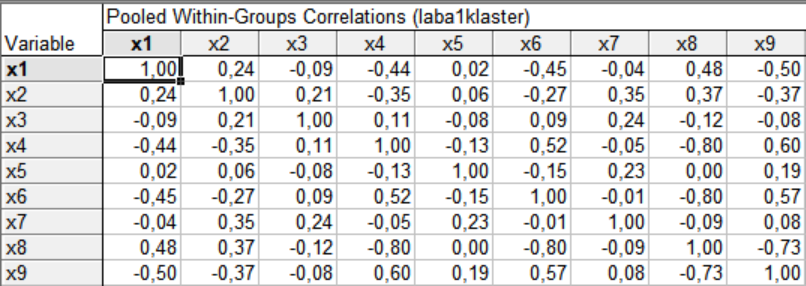 Pooled Within-Groups Correlations (laba1klaster)
Variable x1 x2 x3 x4 x5 x6 x7 x8 x9
x1 1,00 0,24 -0,09 -0,44 0,02 -0,45 -0,04 0,48 -0,50
x2 0,24 1,00 0,21 -0,35 0,06 -0,27 0,35 0,37 -0,37
x3 -0,09 0,21 1,00 0,11 -0,08 0,09 0,24 -0,12 -0,08
x4 -0,44 -0,35 0,11 1,00 -0,13 0,52 -0,05 -0,80 0,60
x5 0,02 0,06 -0,08 -0,13 1,00 -0,15 0,23 0,00 0,19
x6 -0,45 -0,27 0,09 0,52 -0,15 1,00 -0,01 -0,80 0,57
x7 -0,04 0,35 0,24 -0,05 0,23 -0,01 1,00 -0,09 0,08
x8 0,48 0,37 -0,12 -0,80 0,00 -0,80 -0,09 1,00 -0,73
x9 -0,50 -0,37 -0,08 0,60 0,19 0,57 0,08 -0,73 1,00